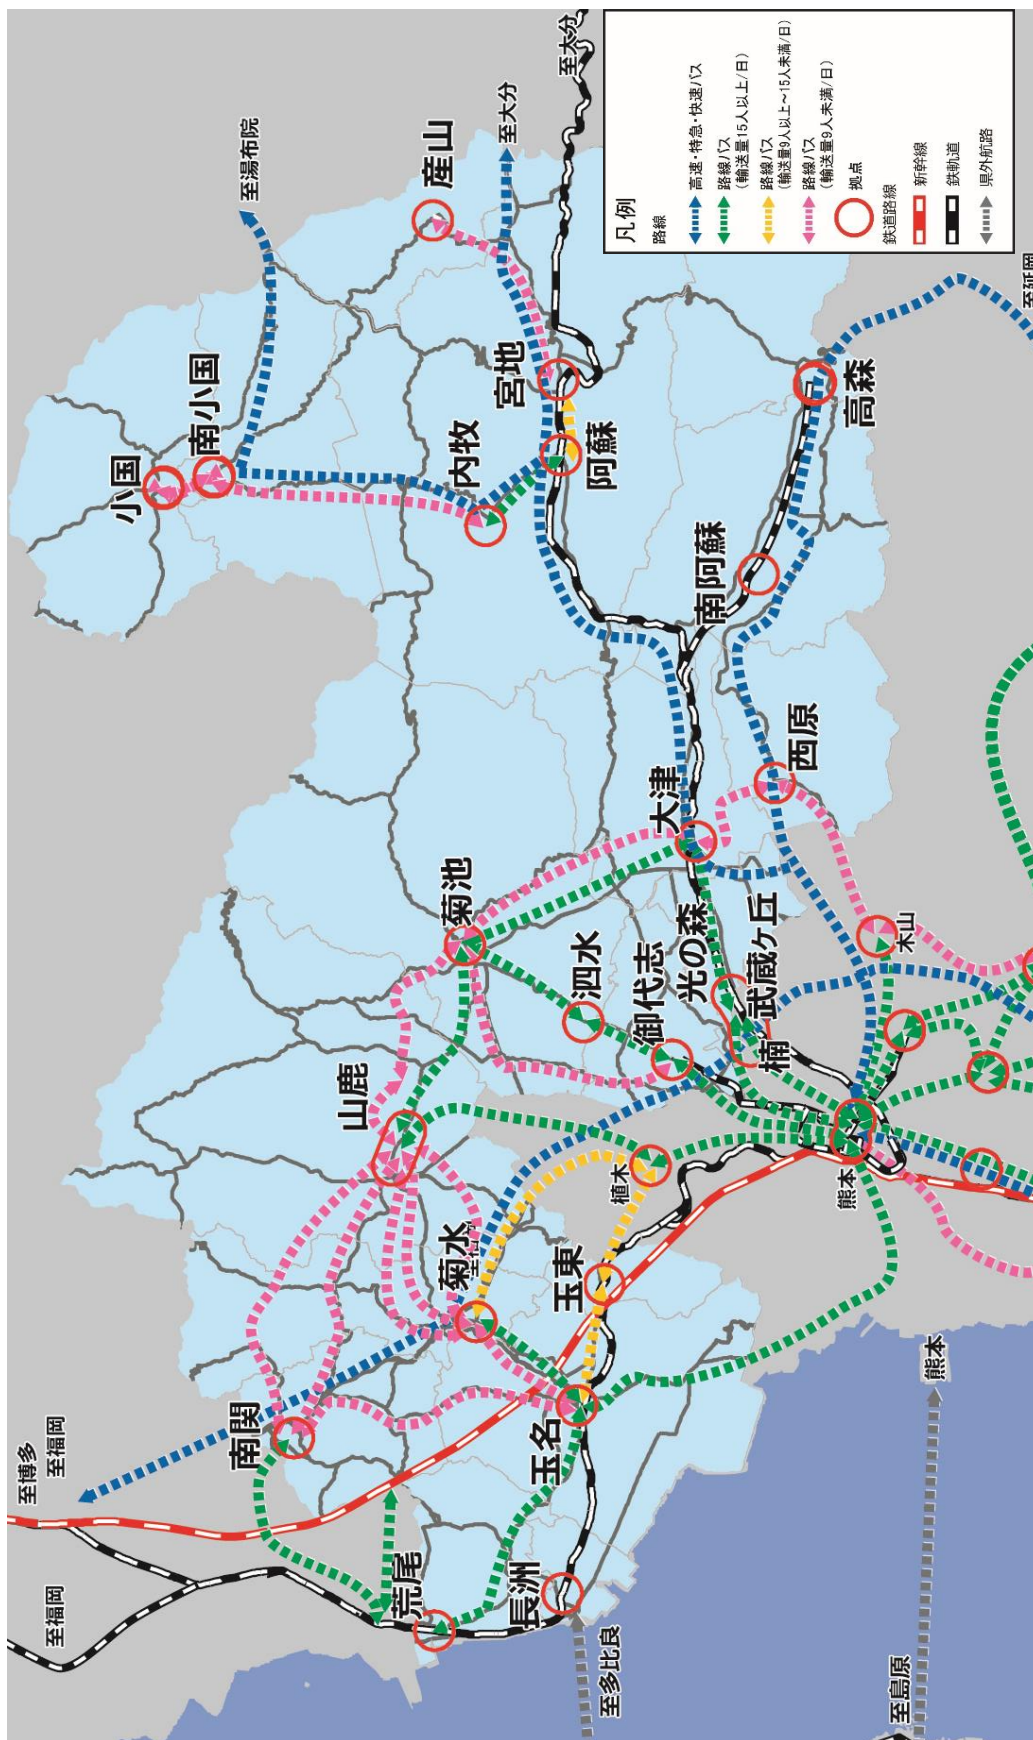 至博多
至福岡
至福岡
南関
荒尾
長洲
至多比良
至島原
熊本
玉名
菊水
玉東
植木
山鹿
菊池
泗水
御代志
光の森
武蔵ヶ丘
楠
熊本
木山
大津
西原
南阿蘇
高森
至延岡
小国
南小国
内牧
阿蘇
宮地
産山
至湯布院
至大分
至大分
凡例
路線
高速・特急・快速バス
路線バス
(輸送量15人以上/日)
路線バス
(輸送量9人以上～15人未満/日)
路線バス
(輸送量9人未満/日)
拠点
鉄道路線
新幹線
鉄軌道
県外航路